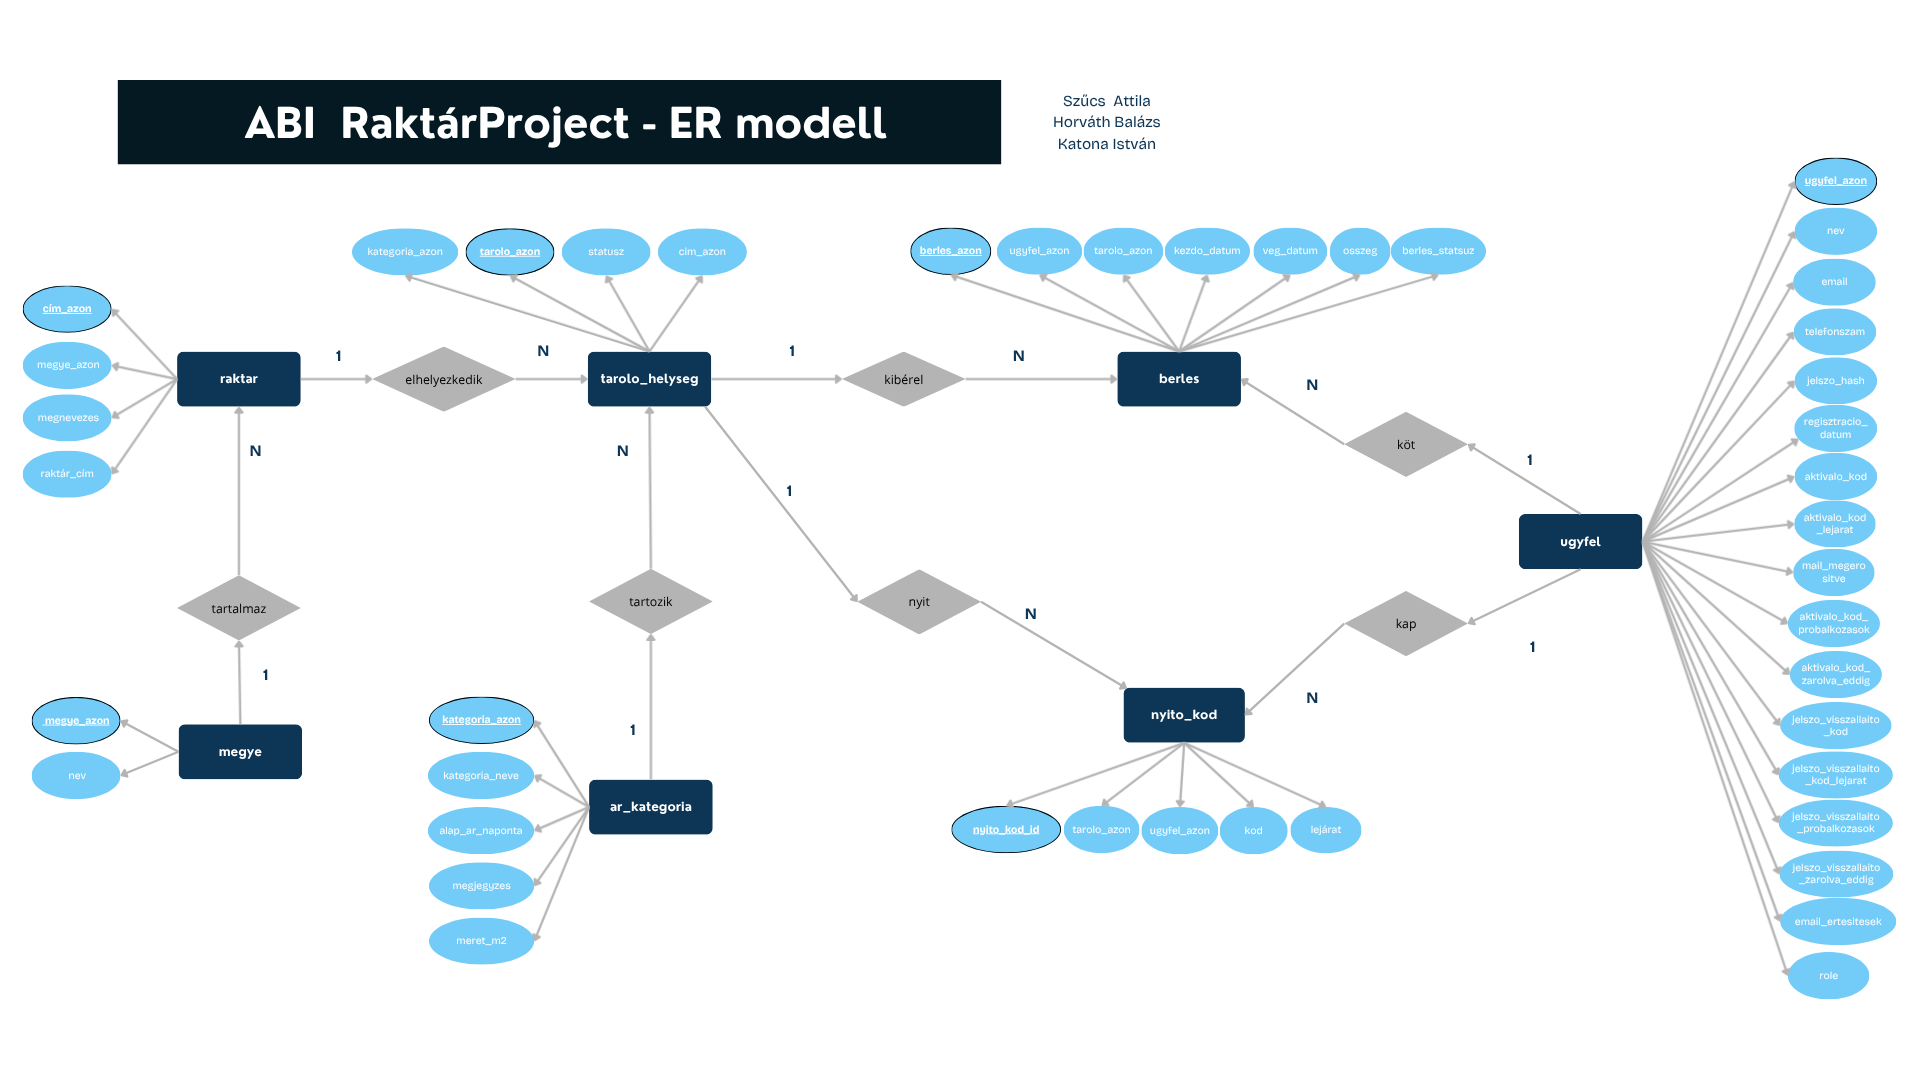 ABI RaktárProject - ER modell
Szűcs Attila
Horváth Balázs
Katona István
kategoria_azon
tarolo_azon
statusz
cim_azon
berles_azon
ugyfel_azon
tarolo_azon
kezdo_datum
veg_datum
osszeg
berles_statsuz
cím_azon
megye_azon
megnevezes
raktár_cim
raktar
1
elhelyezkedik
N
tarolo_helyseg
1
kibérel
N
berles
N
köt
1
N
tartalmaz
1
megye_azon
nev
megye
N
tartozik
1
kategoria_azon
kategoria_neve
alap_ar_naponta
megjegyzes
meret_m2
ar_kategoria
1
nyit
N
nyito_kod
N
kap
1
nyito_kod_id
tarolo_azon
ugyfel_azon
kod
lejárat
ugyfel
ugyfel_azon
nev
email
telefonszam
jelszo_hash
regisztracio_
datum
aktivalo_kod
aktivalo_kod
_lejarat
mail_megero
sitve
aktivalo_kod_
probalkozasok
aktivalo_kod_
zarolva_eddig
jelszo_visszallaito
_kod
jelszo_visszallaito
_kod_lejarat
jelszo_visszallaito
_probalkozasok
jelszo_visszallaito
_zarolva_eddig
email_ertesitesek
role